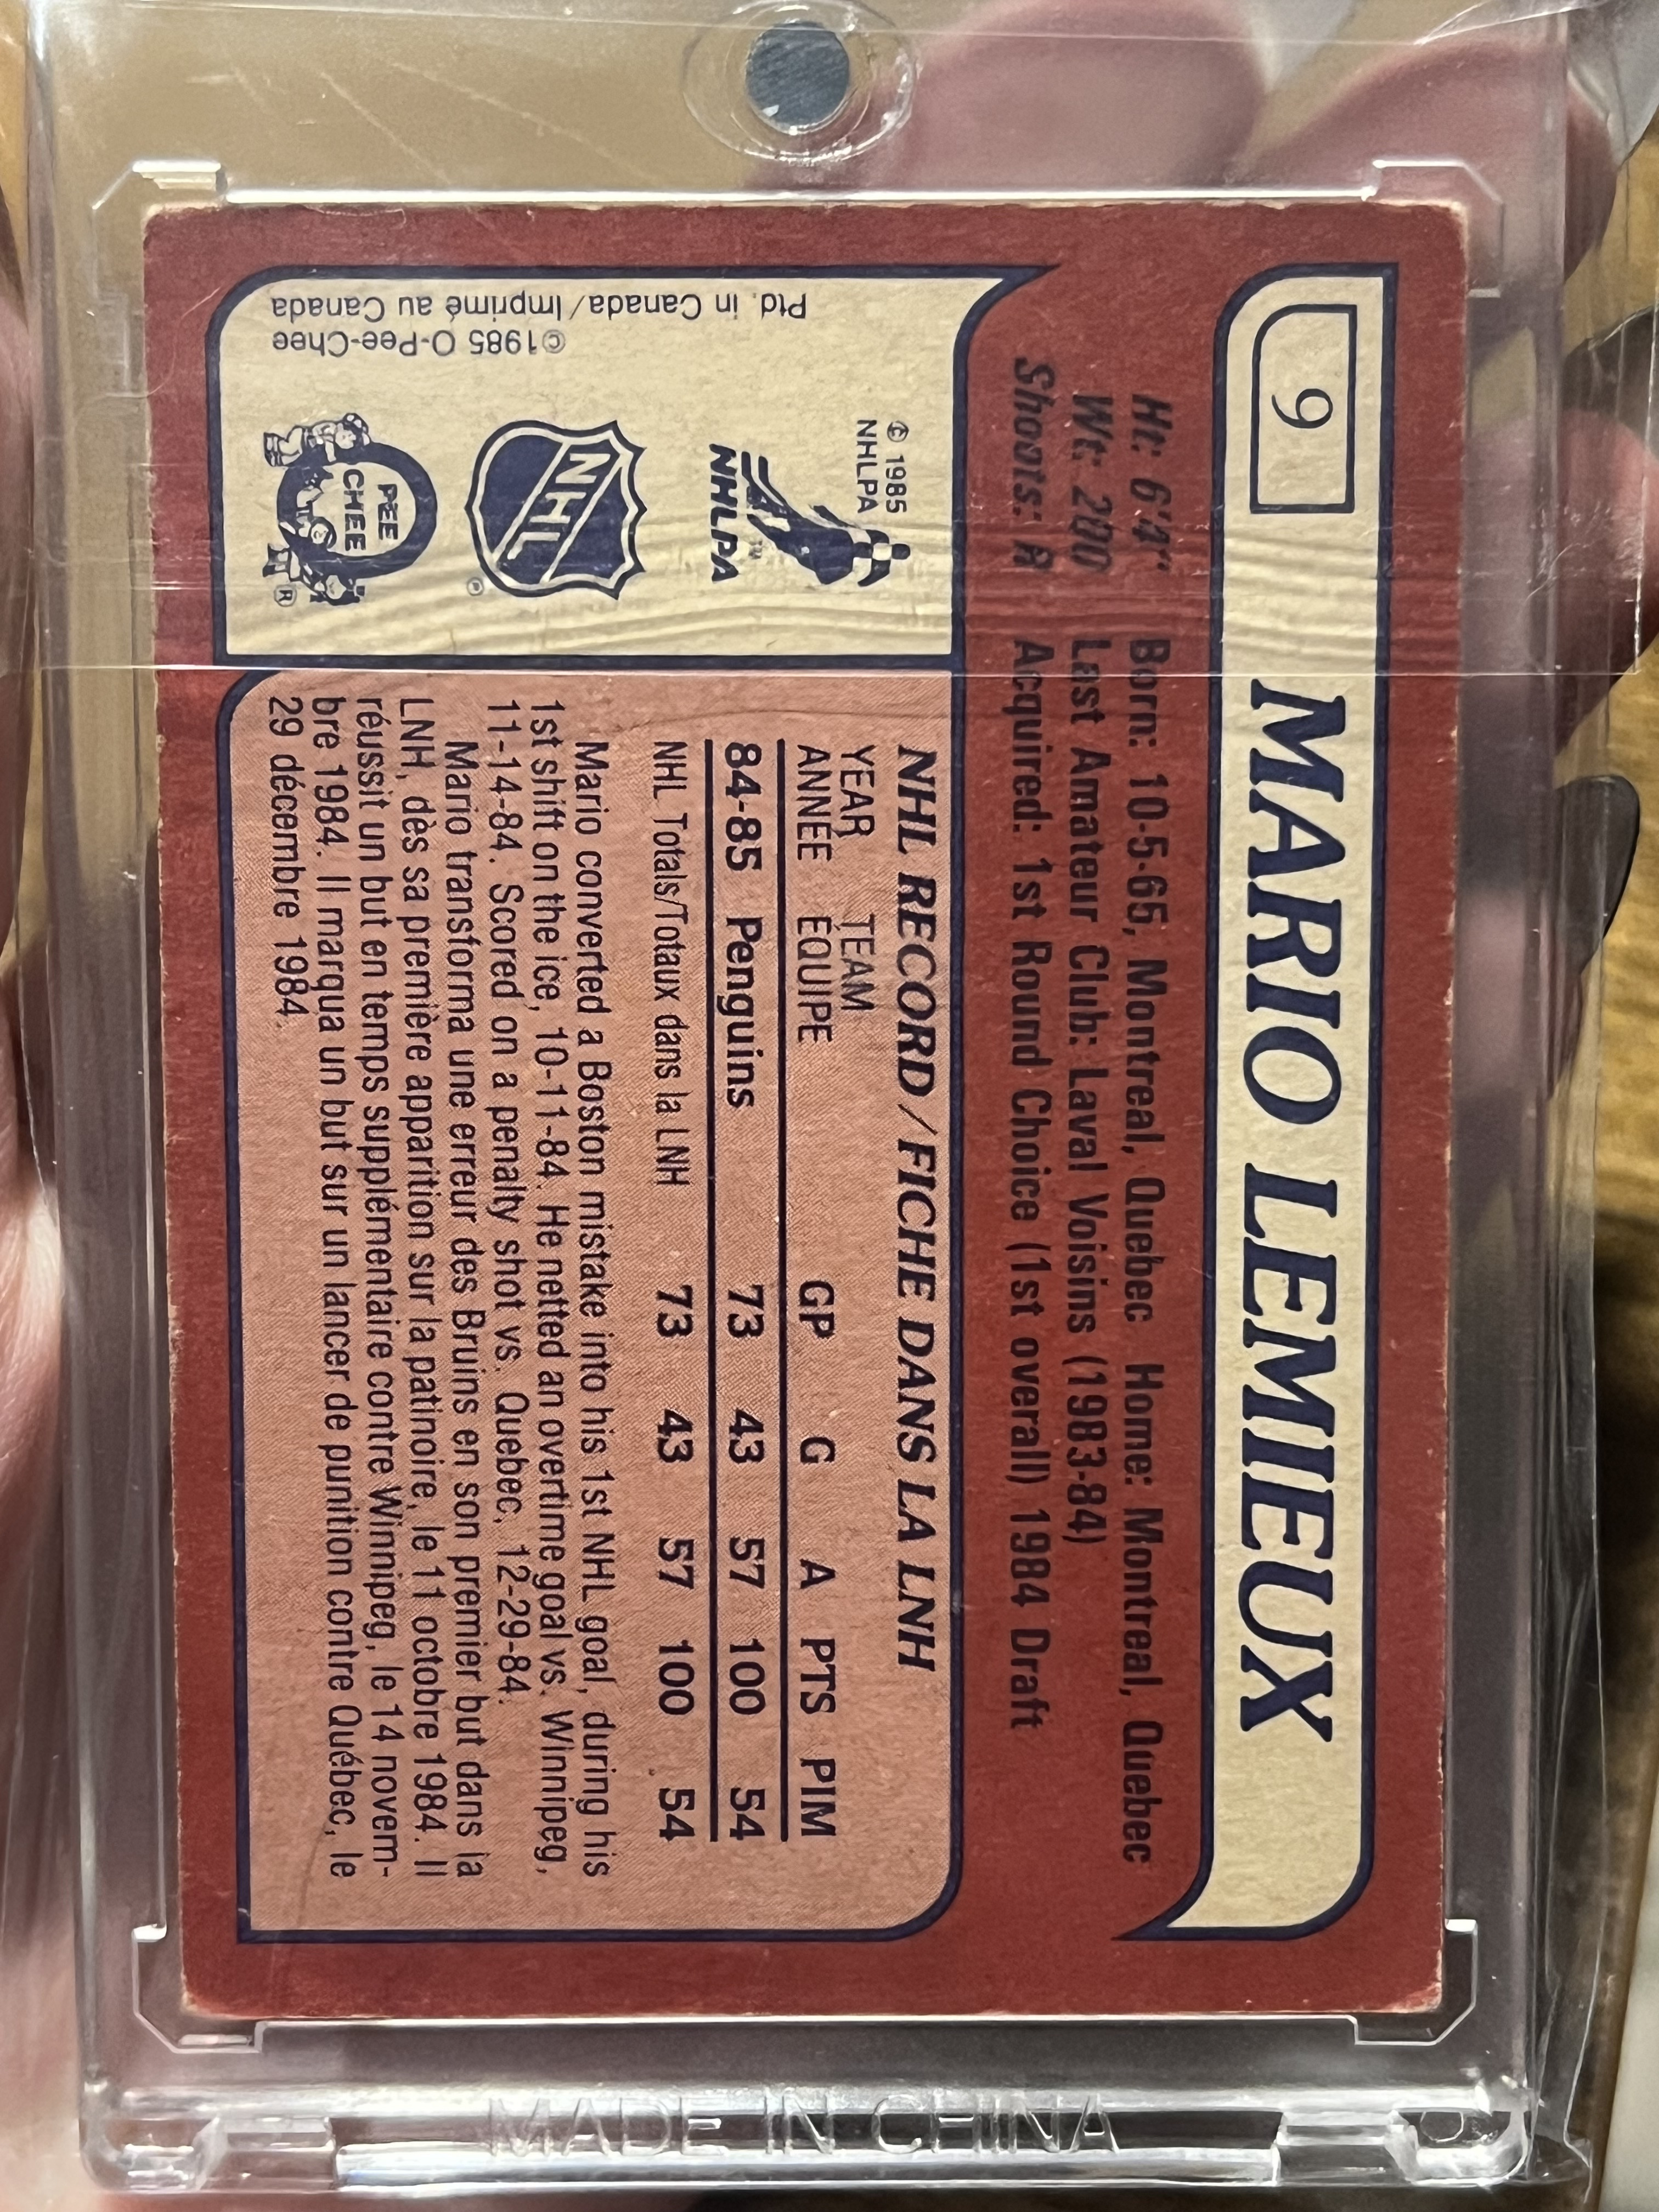 9
MARIO LEMIEUX
Ht: 6'4" Born: 10-5-65, Montreal, Quebec Home: Montreal, Quebec
Wt: 200 Last Amateur Club: Laval Voisins (1983-84)
Shoots: R Acquired: 1st Round Choice (1st overall) 1984 Draft
© 1985
NHLPA
NHLPA
TM
NHL
®
PEE
CHEE
®
©1985 O-Pee-Chee
Ptd. in Canada/Imprimé au Canada
NHL RECORD/FICHE DANS LA LNH
YEAR TEAM
ANNÉE ÉQUIPE GP G A PTS PIM
84-85 Penguins 73 43 57 100 54
NHL Totals/Totaux dans la LNH 73 43 57 100 54
Mario converted a Boston mistake into his 1st NHL goal, during his
1st shift on the ice, 10-11-84. He netted an overtime goal vs. Winnipeg,
11-14-84. Scored on a penalty shot vs. Quebec, 12-29-84.
Mario transforma une erreur des Bruins en son premier but dans la
LNH, dès sa première apparition sur la patinoire, le 11 octobre 1984. Il
réussit un but en temps supplémentaire contre Winnipeg, le 14 novem-
bre 1984. Il marqua un but sur un lancer de punition contre Québec, le
29 décembre 1984.
MADE IN CHINA